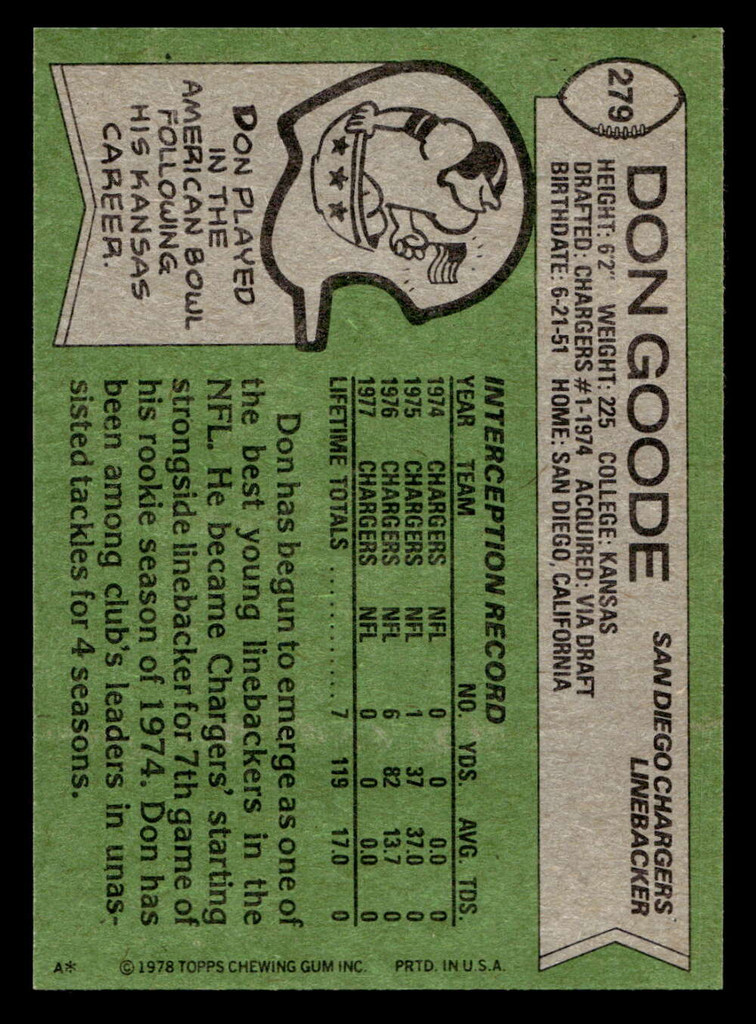 279
DON GOODE
SAN DIEGO CHARGERS
LINEBACKER
HEIGHT: 6'2" WEIGHT: 225 COLLEGE: KANSAS
DRAFTED: CHARGERS #1-1974 ACQUIRED: VIA DRAFT
BIRTHDATE: 6-21-51 HOME: SAN DIEGO, CALIFORNIA
DON PLAYED
IN THE
AMERICAN BOWL
FOLLOWING
HIS KANSAS
CAREER.
INTERCEPTION RECORD
YEAR TEAM NO. YDS. AVG. TDS.
1974 CHARGERS NFL 0 0 0.0 0
1975 CHARGERS NFL 1 37 37.0 0
1976 CHARGERS NFL 6 82 13.7 0
1977 CHARGERS NFL 0 0 0.0 0
LIFETIME TOTALS .......... 7 119 17.0 0
Don has begun to emerge as one of
the best young linebackers in the
NFL. He became Chargers' starting
strongside linebacker for 7th game of
his rookie season of 1974. Don has
been among club's leaders in unas-
sisted tackles for 4 seasons.
A* © 1978 TOPPS CHEWING GUM INC. PRTD. IN U.S.A.